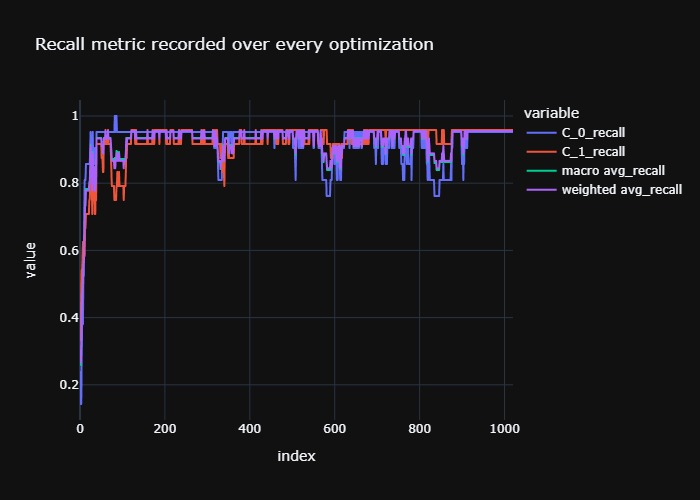 Recall metric recorded over every optimization
variable
C_0_recall
C_1_recall
macro avg_recall
weighted avg_recall
value
1
0.8
0.6
0.4
0.2
0 200 400 600 800 1000
index